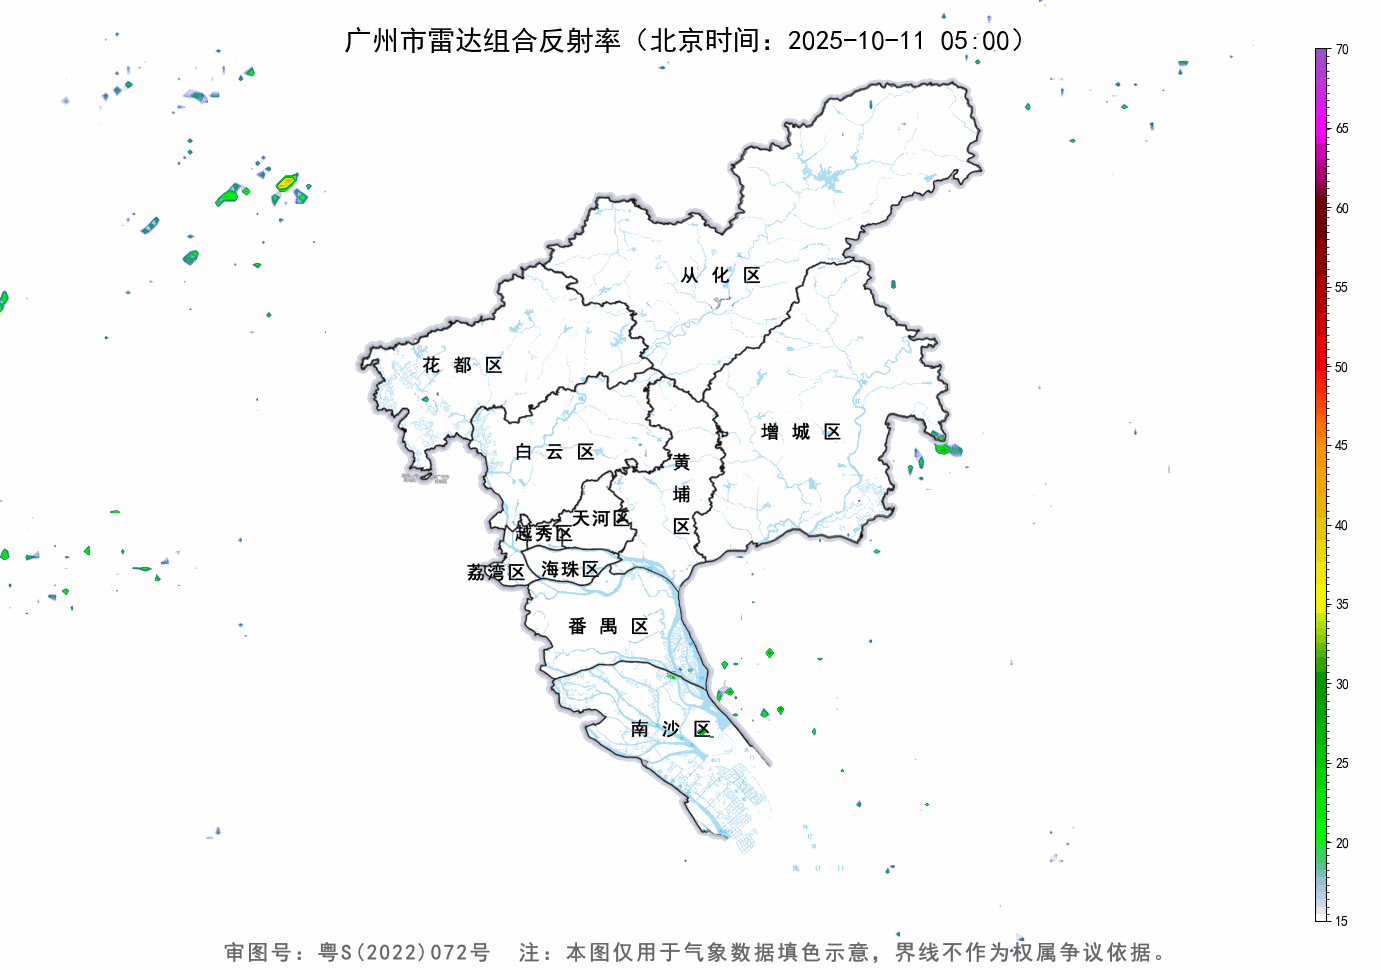 广州市雷达组合反射率（北京时间：2025-10-11 05:00）
70
65
60
55
50
45
40
35
30
25
20
15
从化区
花都区
增城区
白云区
黄埔区
天河区
越秀区
海珠区
荔湾区
番禺区
南沙区
审图号：粤S(2022)072号 注：本图仅用于气象数据填色示意，界线不作为权属争议依据。